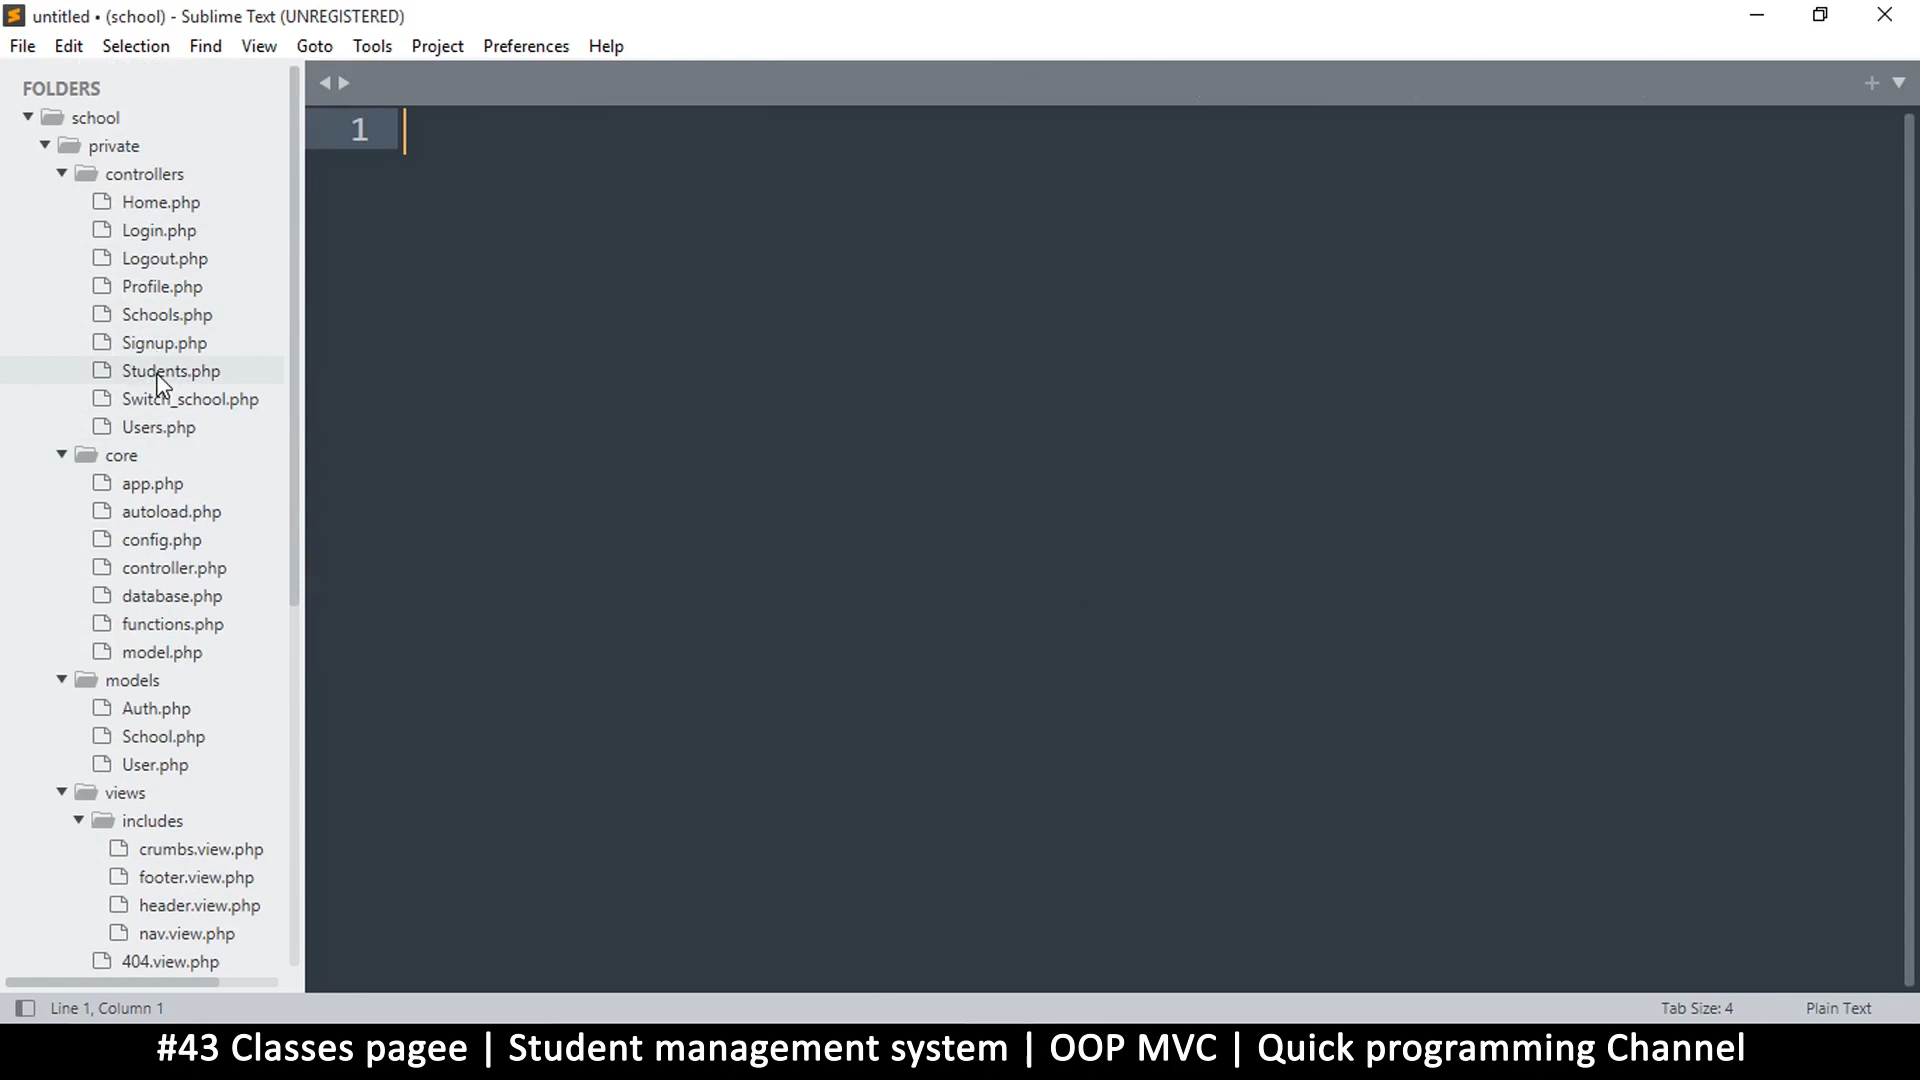 untitled • (school) - Sublime Text (UNREGISTERED)
File Edit Selection Find View Goto Tools Project Preferences Help
FOLDERS
school
private
controllers
Home.php
Login.php
Logout.php
Profile.php
Schools.php
Signup.php
Students.php
Switch_school.php
Users.php
core
app.php
autoload.php
config.php
controller.php
database.php
functions.php
model.php
models
Auth.php
School.php
User.php
views
includes
crumbs.view.php
footer.view.php
header.view.php
nav.view.php
404.view.php
1
Line 1, Column 1
Tab Size: 4
Plain Text
#43 Classes pagee | Student management system | OOP MVC | Quick programming Channel